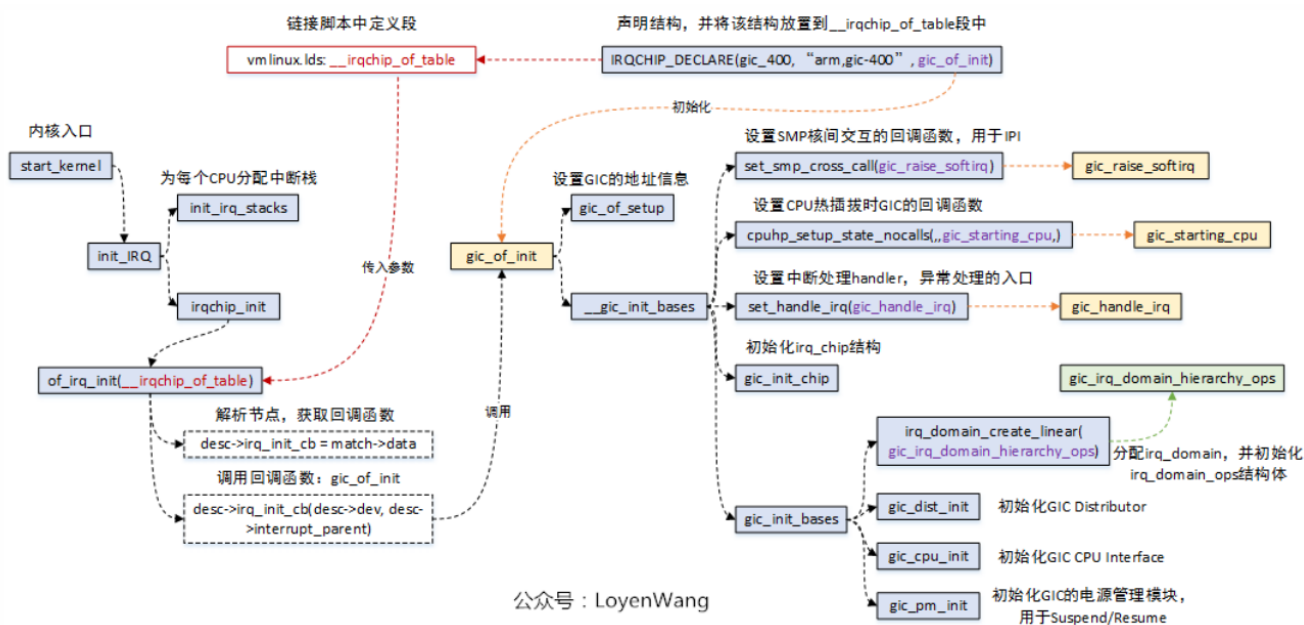 链接脚本中定义段
声明结构，并将该结构放置到__irqchip_of_table段中
vmlinux.lds: __irqchip_of_table
IRQCHIP_DECLARE(gic_400, “arm,gic-400”, gic_of_init)
初始化
内核入口
start_kernel
为每个CPU分配中断栈
init_irq_stacks
init_IRQ
irqchip_init
传入参数
of_irq_init(__irqchip_of_table)
解析节点，获取回调函数
desc->irq_init_cb = match->data
调用回调函数：gic_of_init
desc->irq_init_cb(desc->dev, desc-
>interrupt_parent)
调用
gic_of_init
设置GIC的地址信息
gic_of_setup
__gic_init_bases
设置SMP核间交互的回调函数，用于IPI
set_smp_cross_call(gic_raise_softirq)
gic_raise_softirq
设置CPU热插拔时GIC的回调函数
cpuhp_setup_state_nocalls(,,gic_starting_cpu,)
gic_starting_cpu
设置中断处理handler，异常处理的入口
set_handle_irq(gic_handle_irq)
gic_handle_irq
初始化irq_chip结构
gic_init_chip
gic_irq_domain_hierarchy_ops
irq_domain_create_linear(
gic_irq_domain_hierarchy_ops)
分配irq_domain，并初始化
irq_domain_ops结构体
gic_init_bases
gic_dist_init
初始化GIC Distributor
gic_cpu_init
初始化GIC CPU Interface
gic_pm_init
初始化GIC的电源管理模块，
用于Suspend/Resume
公众号：LoyenWang